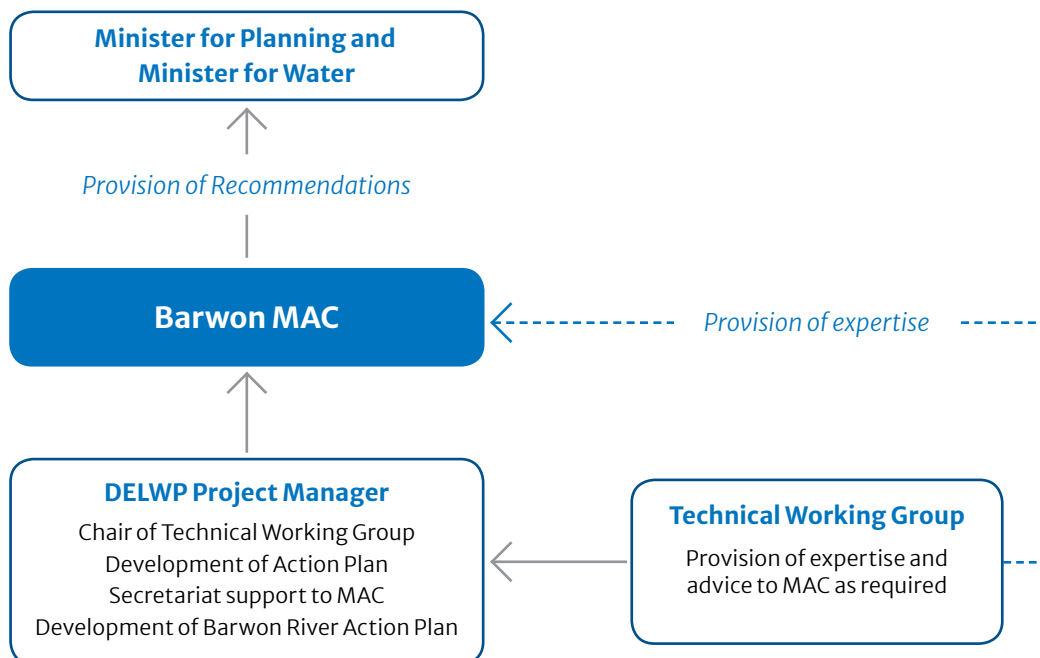 Minister for Planning and
Minister for Water
Provision of Recommendations
Barwon MAC
Provision of expertise
DELWP Project Manager
Chair of Technical Working Group
Development of Action Plan
Secretariat support to MAC
Development of Barwon River Action Plan
Technical Working Group
Provision of expertise and
advice to MAC as required